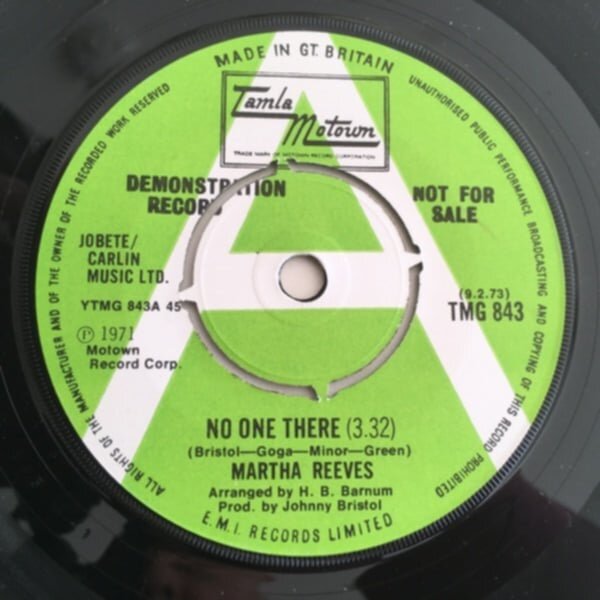 MADE IN GT. BRITAIN
UNAUTHORISED PUBLIC PERFORMANCE BROADCASTING AND COPYING OF THIS RECORD PROHIBITED
ALL RIGHTS OF THE MANUFACTURER AND OF THE OWNER OF THE RECORDED WORK RESERVED
A
Tamla
Motown
TRADE MARK OF MOTOWN RECORD CORPORATION
DEMONSTRATION
RECORD
NOT FOR
SALE
JOBETE/
CARLIN
MUSIC LTD.
YTMG 843A 45
(9.2.73)
TMG 843
Ⓟ 1971
Motown
Record Corp.
NO ONE THERE (3.32)
(Bristol—Goga—Minor—Green)
MARTHA REEVES
Arranged by H. B. Barnum
Prod. by Johnny Bristol
E.M.I. RECORDS LIMITED